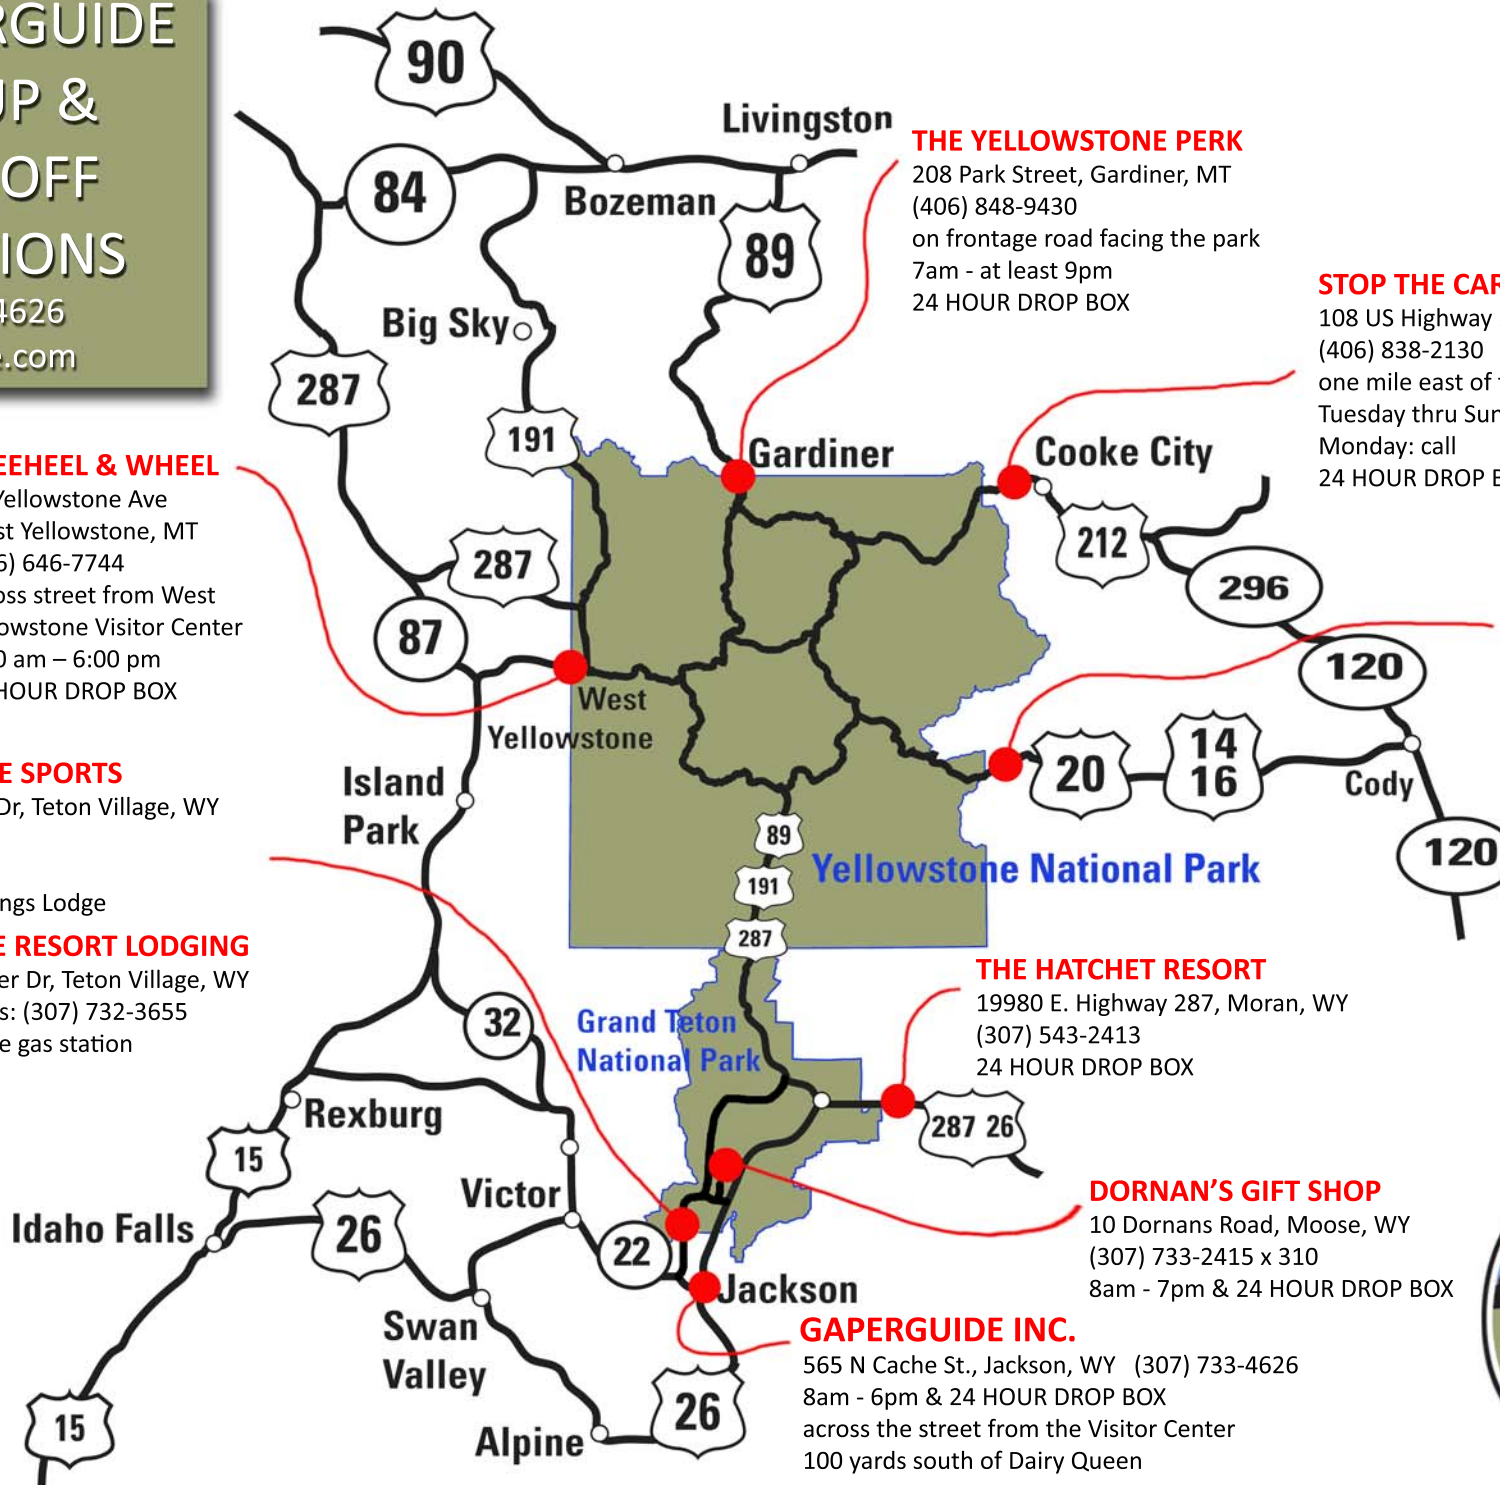 RGUIDE
UP &
OFF
IONS
4626
e.com
90
Livingston
84
Bozeman
89
Big Sky
287
191
THE YELLOWSTONE PERK
208 Park Street, Gardiner, MT
(406) 848-9430
on frontage road facing the park
7am - at least 9pm
24 HOUR DROP BOX
STOP THE CAR
108 US Highway
(406) 838-2130
one mile east of
Tuesday thru Sun
Monday: call
24 HOUR DROP B
Gardiner
Cooke City
EEHEEL & WHEEL
Yellowstone Ave
st Yellowstone, MT
6) 646-7744
oss street from West
owstone Visitor Center
0 am – 6:00 pm
HOUR DROP BOX
287
87
212
296
120
West
Yellowstone
20
14
16
Cody
120
E SPORTS
Dr, Teton Village, WY
ngs Lodge
E RESORT LODGING
er Dr, Teton Village, WY
s: (307) 732-3655
e gas station
Island
Park
89
191
287
Yellowstone National Park
THE HATCHET RESORT
19980 E. Highway 287, Moran, WY
(307) 543-2413
24 HOUR DROP BOX
32
Grand Teton
National Park
287 26
Rexburg
15
Victor
Idaho Falls
26
22
DORNAN’S GIFT SHOP
10 Dornans Road, Moose, WY
(307) 733-2415 x 310
8am - 7pm & 24 HOUR DROP BOX
Jackson
Swan
Valley
GAPERGUIDE INC.
565 N Cache St., Jackson, WY (307) 733-4626
8am - 6pm & 24 HOUR DROP BOX
across the street from the Visitor Center
100 yards south of Dairy Queen
15
Alpine
26